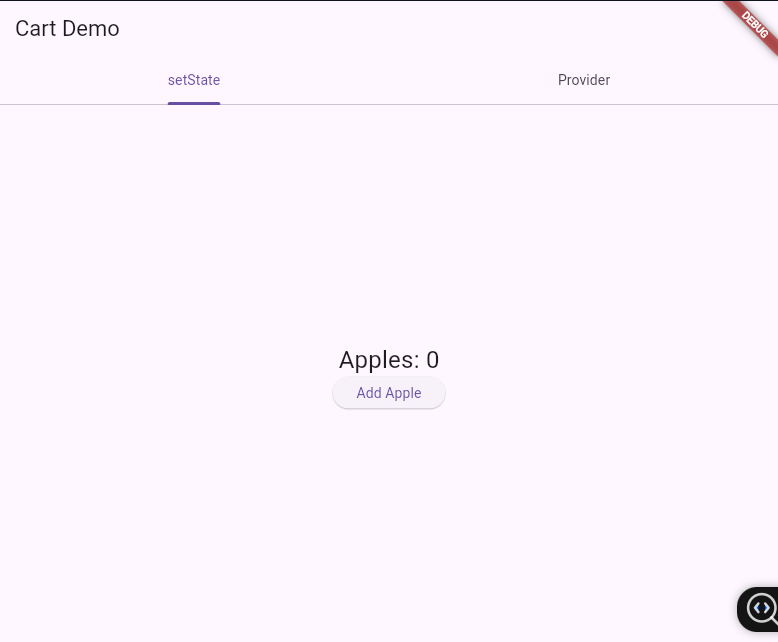 Cart Demo
DEBUG
setState
Provider
Apples: 0
Add Apple